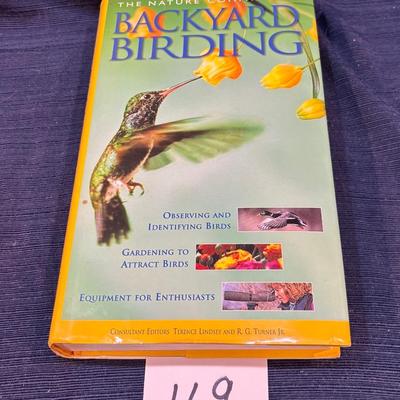 THE NATURE
BACKYARD
BIRDING
OBSERVING AND
IDENTIFYING BIRDS
GARDENING TO
ATTRACT BIRDS
EQUIPMENT FOR ENTHUSIASTS
CONSULTANT EDITORS TERENCE LINDSEY AND R. G. TURNER JR.
119